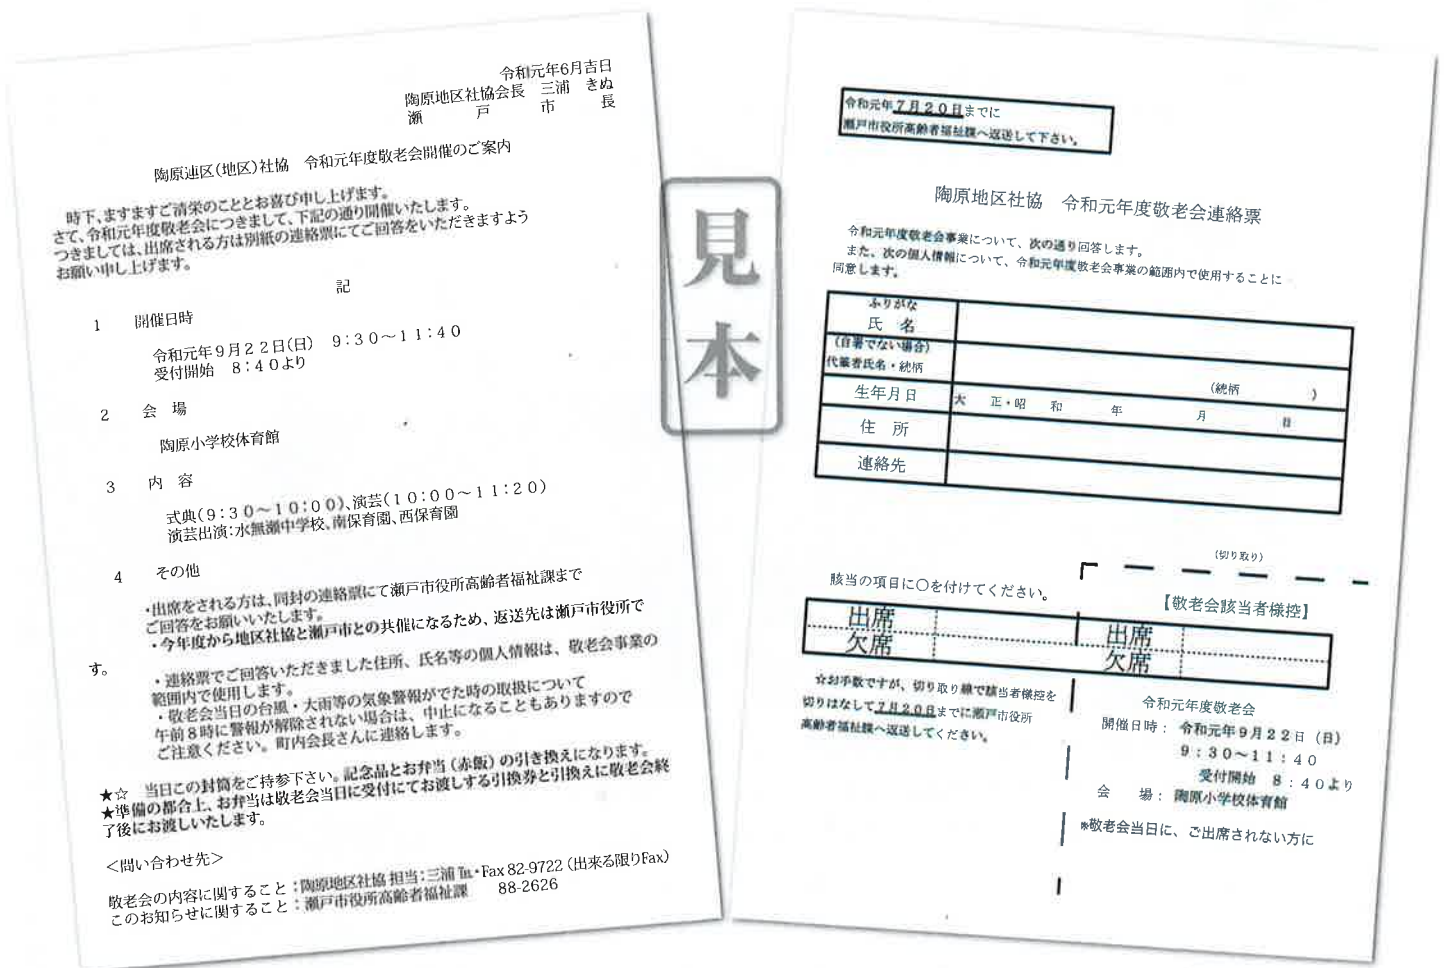 令和元年6月吉日
陶原地区社協会長　三浦　きぬ
瀬　戸　市　長
陶原連区(地区)社協　令和元年度敬老会開催のご案内
時下、ますますご清栄のこととお喜び申し上げます。
さて、令和元年度敬老会につきまして、下記の通り開催いたします。
つきましては、出席される方は別紙の連絡票にてご回答をいただきますよう
お願い申し上げます。
記
1　開催日時
令和元年9月22日(日)　9:30～11:40
受付開始　8:40より
2　会　場
陶原小学校体育館
3　内　容
式典(9:30～10:00)、演芸(10:00～11:20)
演芸出演:水無瀬中学校、南保育園、西保育園
4　その他
・出席をされる方は、同封の連絡票にて瀬戸市役所高齢者福祉課まで
ご回答をお願いいたします。
・今年度から地区社協と瀬戸市との共催になるため、返送先は瀬戸市役所で
す。
・連絡票でご回答いただきました住所、氏名等の個人情報は、敬老会事業の
範囲内で使用します。
・敬老会当日の台風・大雨等の気象警報がでた時の取扱について
午前8時に警報が解除されない場合は、中止になることもありますので
ご注意ください。町内会長さんに連絡します。
★☆　当日この封筒をご持参下さい。記念品とお弁当(赤飯)の引き換えになります。
★準備の都合上、お弁当は敬老会当日に受付にてお渡しする引換券と引換えに敬老会終
了後にお渡しいたします。
<問い合わせ先>
敬老会の内容に関すること:陶原地区社協 担当:三浦 ℡・Fax 82-9722 (出来る限りFax)
このお知らせに関すること:瀬戸市役所高齢者福祉課　88-2626
見本
令和元年7月20日までに
瀬戸市役所高齢者福祉課へ返送して下さい。
陶原地区社協　令和元年度敬老会連絡票
令和元年度敬老会事業について、次の通り回答します。
また、次の個人情報について、令和元年度敬老会事業の範囲内で使用することに
同意します。
ふりがな
氏　名
(自署でない場合)
代筆者氏名・続柄　(続柄　)
生年月日　大　正・昭　和　年　月　日
住　所
連絡先
(切り取り)
該当の項目に○を付けてください。
【敬老会該当者様控】
出席　出席
欠席　欠席
☆お手数ですが、切り取り線で該当者様控を
切りはなして7月20日までに瀬戸市役所
高齢者福祉課へ返送してください。
令和元年度敬老会
開催日時:　令和元年9月22日(日)
9:30～11:40
受付開始　8:40より
会　場:　陶原小学校体育館
※敬老会当日に、ご出席されない方に